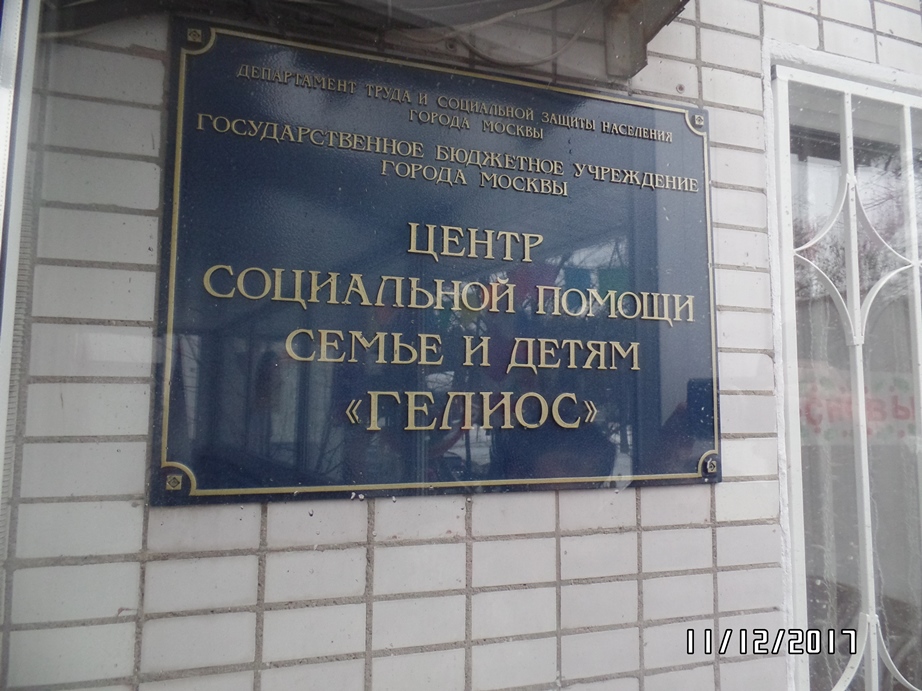 ДЕПАРТАМЕНТ ТРУДА И СОЦИАЛЬНОЙ ЗАЩИТЫ НАСЕЛЕНИЯ
ГОРОДА МОСКВЫ
ГОСУДАРСТВЕННОЕ БЮДЖЕТНОЕ УЧРЕЖДЕНИЕ
ГОРОДА МОСКВЫ
ЦЕНТР
СОЦИАЛЬНОЙ ПОМОЩИ
СЕМЬЕ И ДЕТЯМ
«ГЕЛИОС»
11/12/2017